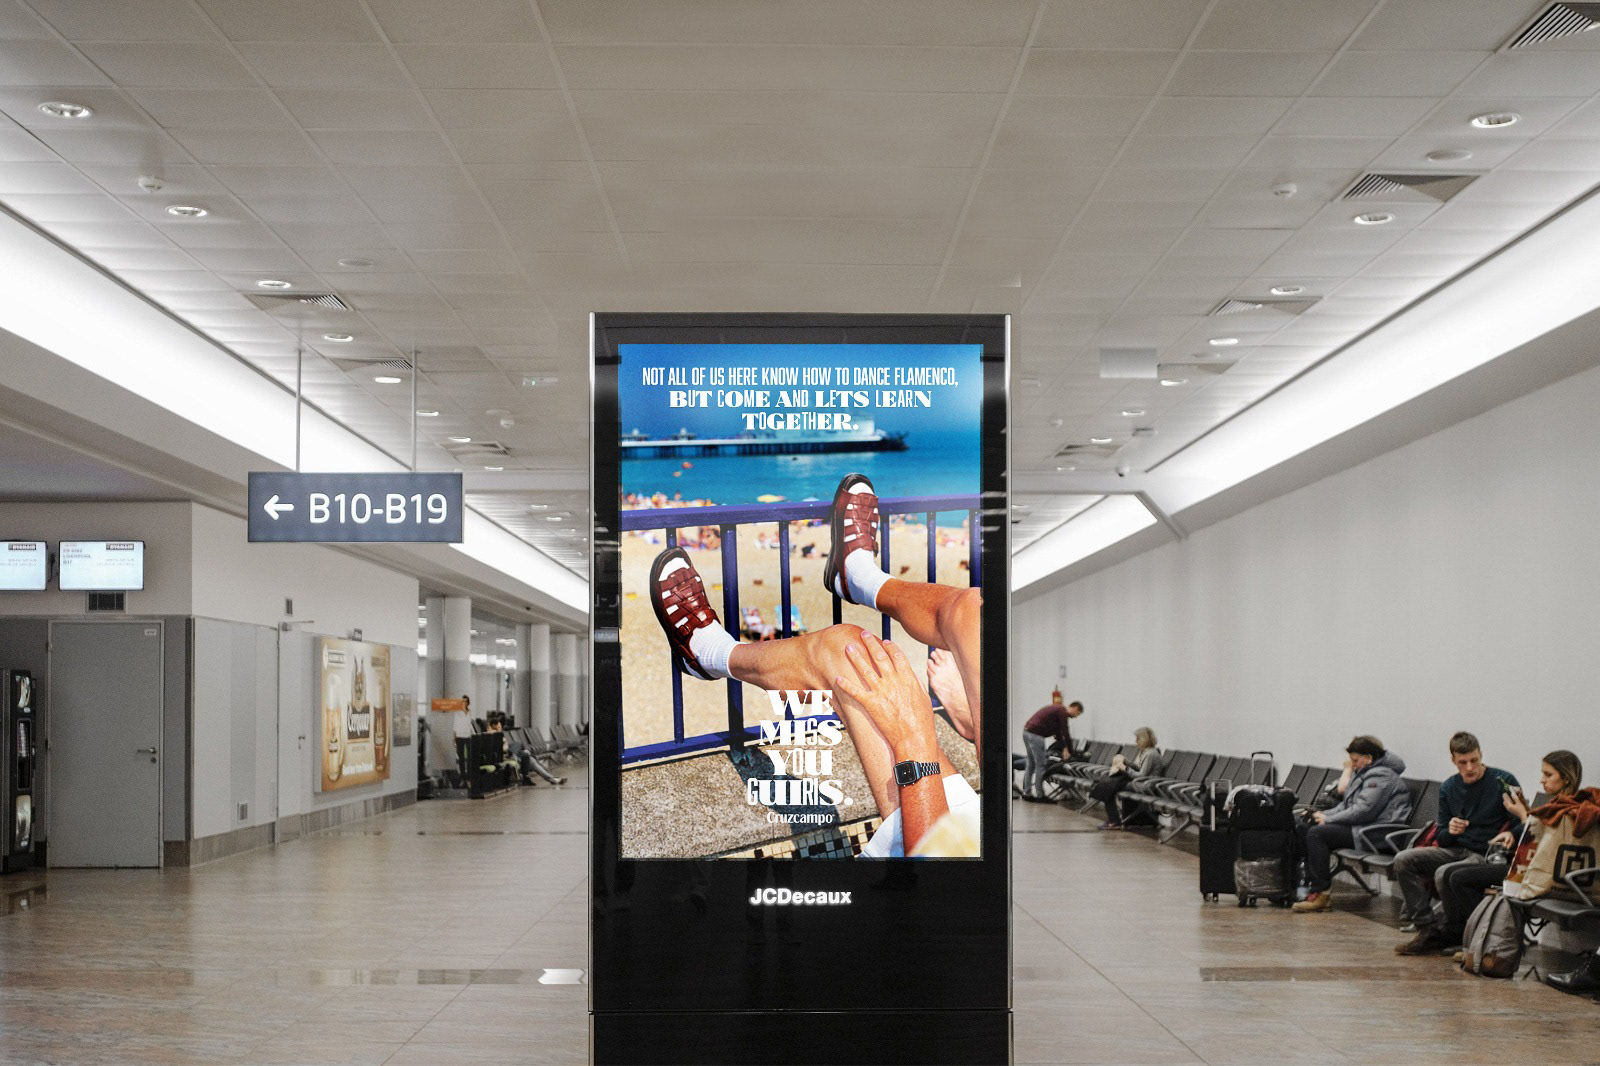 NOT ALL OF US HERE KNOW HOW TO DANCE FLAMENCO,
BUT COME AND LETS LEARN
TOGETHER.
B10-B19
WE
MISS
YOU
GUIRIS.
Cruzcampo
JCDecaux